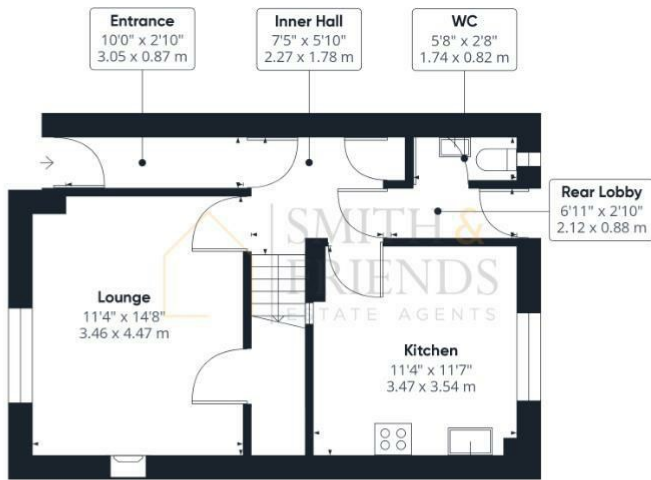 Entrance
10'0" x 2'10"
3.05 x 0.87 m
Inner Hall
7'5" x 5'10"
2.27 x 1.78 m
WC
5'8" x 2'8"
1.74 x 0.82 m
Rear Lobby
6'11" x 2'10"
2.12 x 0.88 m
SMITH &
FRIENDS
ESTATE AGENTS
Lounge
11'4" x 14'8"
3.46 x 4.47 m
Kitchen
11'4" x 11'7"
3.47 x 3.54 m